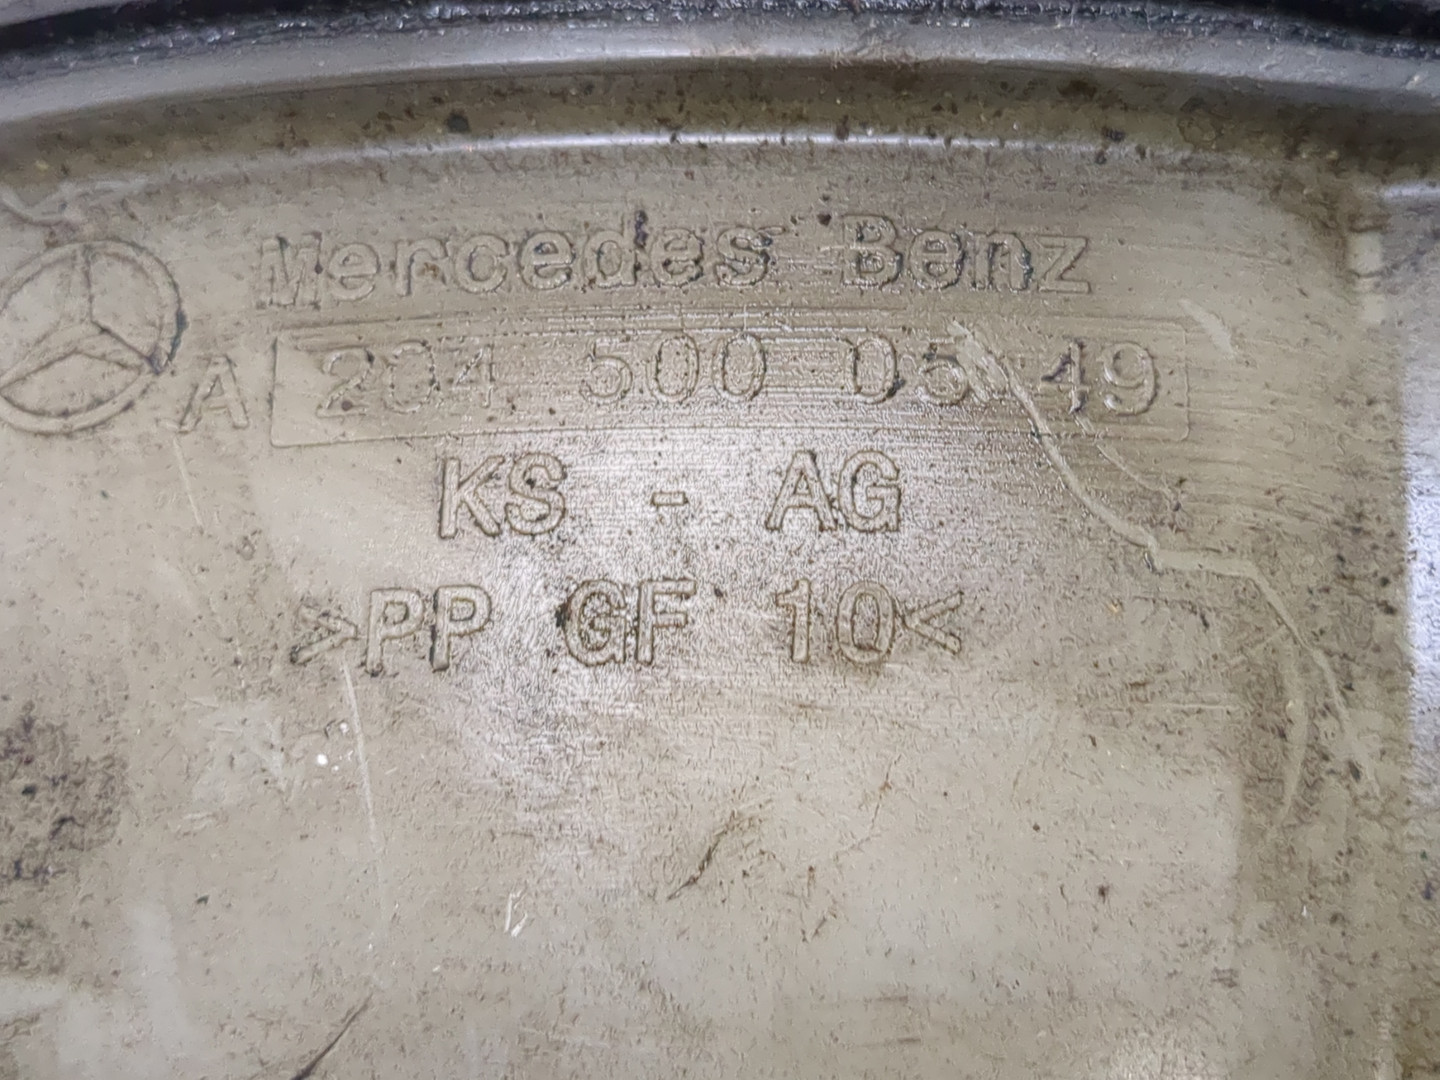 Mercedes Benz
A 204 500 05 49
KS - AG
>PP GF 10<